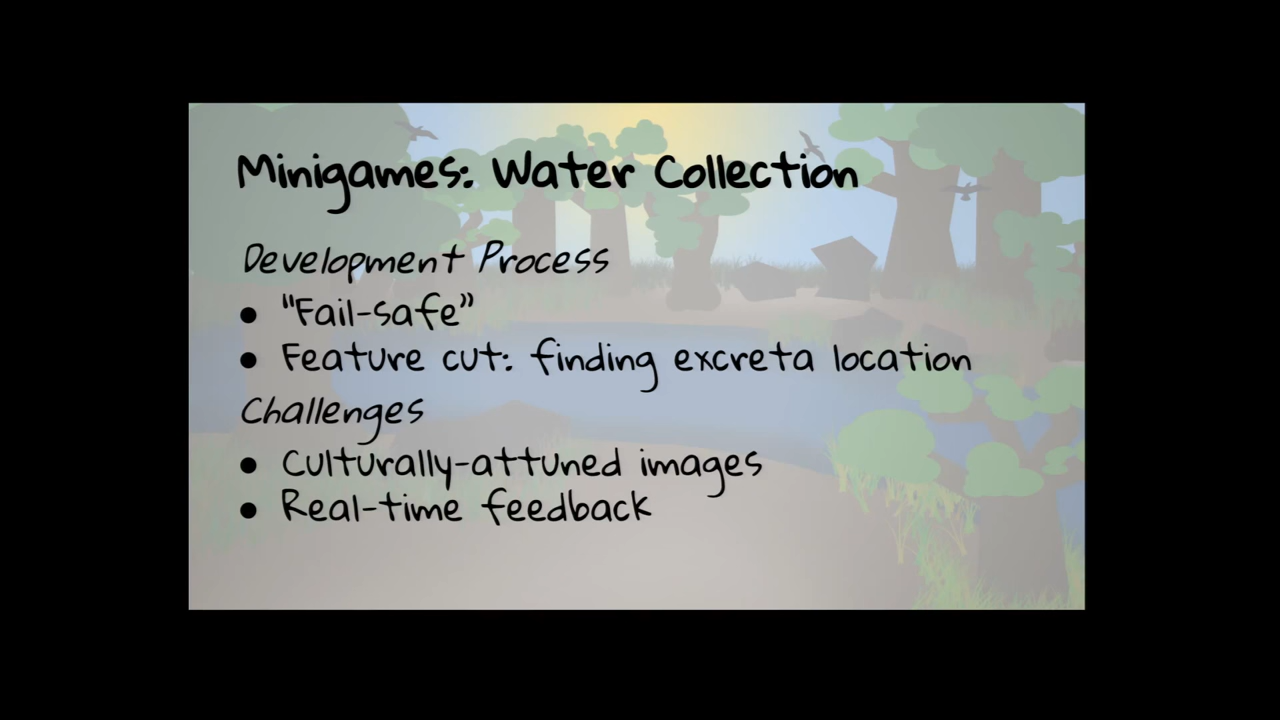 Minigames: Water Collection
Development Process
● "Fail-safe"
● Feature cut: finding excreta location
Challenges
● Culturally-attuned images
● Real-time feedback